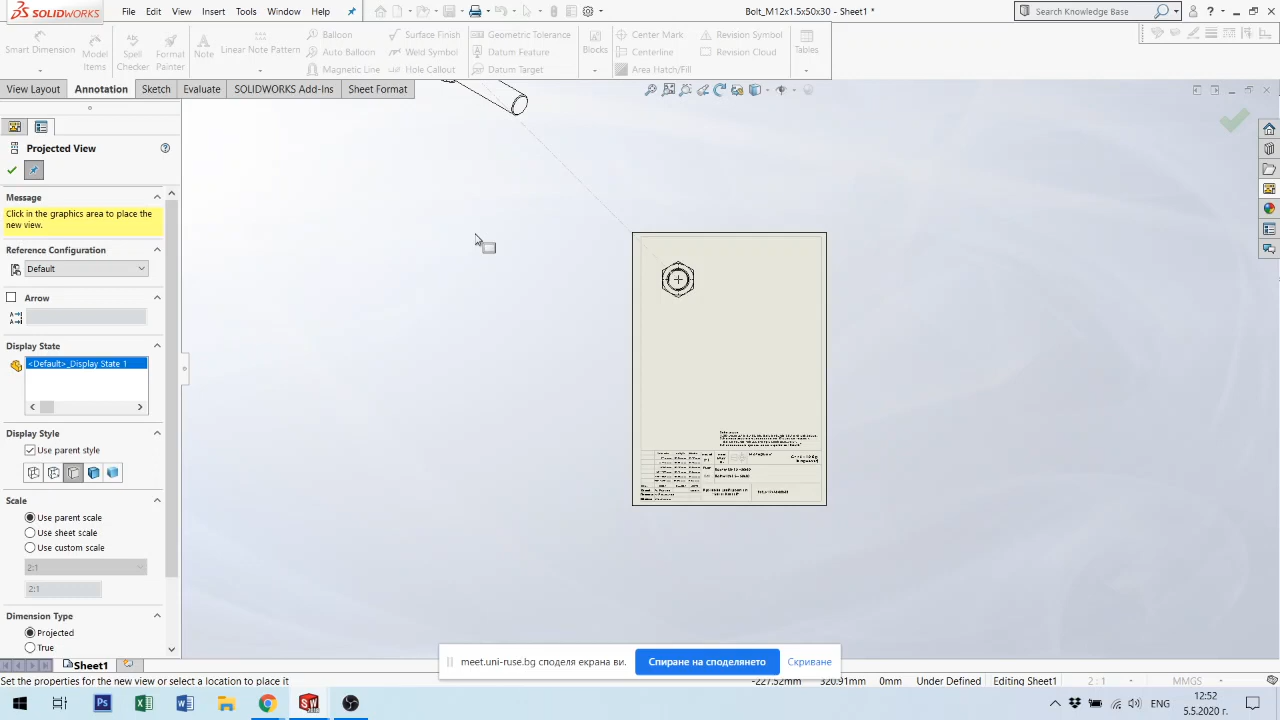 SOLIDWORKS
File Edit View Insert Tools Window Help
Bolt_M12x1.5x50x30 - Sheet1 *
Search Knowledge Base
Smart Dimension
Model Items
Spell Checker
Format Painter
Note
Linear Note Pattern
Balloon
Auto Balloon
Magnetic Line
Surface Finish
Weld Symbol
Hole Callout
Geometric Tolerance
Datum Feature
Datum Target
Blocks
Center Mark
Centerline
Area Hatch/Fill
Revision Symbol
Revision Cloud
Tables
View Layout Annotation Sketch Evaluate SOLIDWORKS Add-Ins Sheet Format
Projected View
Message
Click in the graphics area to place the
new view.
Reference Configuration
Default
Arrow
Display State
<Default>_Display State 1
Display Style
Use parent style
Scale
Use parent scale
Use sheet scale
Use custom scale
2:1
2:1
Dimension Type
Projected
True
meet.uni-ruse.bg споделя екрана ви. Спиране на споделянето Скриване
Sheet1
Set the properties for the new view or select a location to place it
-227.52mm 320.91mm 0mm Under Defined Editing Sheet1 2 : 1 MMGS
ЕНГ
12:52
5.5.2020 г.